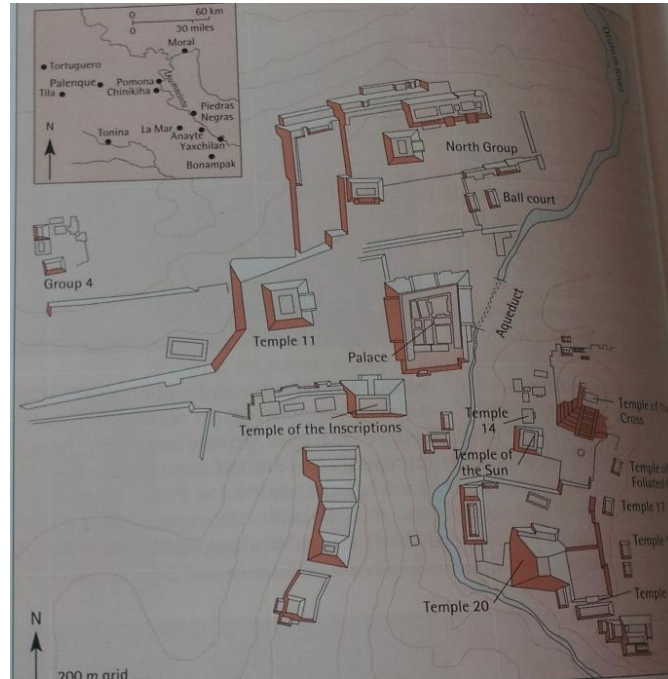 0 60 km
0 30 miles
Moral
Tortuguero
Palenque
Pomona
Tila
Chinikiha
Usumacinta
Piedras
Negras
N
Tonina
La Mar
Anayte
Yaxchilan
Bonampak
Otulum River
North Group
Ball court
Group 4
Temple 11
Palace
Aqueduct
Temple of the Inscriptions
Temple
14
Temple of
the Sun
Temple of the
Cross
Temple of
Foliated
Temple 17
Temple
Temple
Temple 20
N
200 m grid